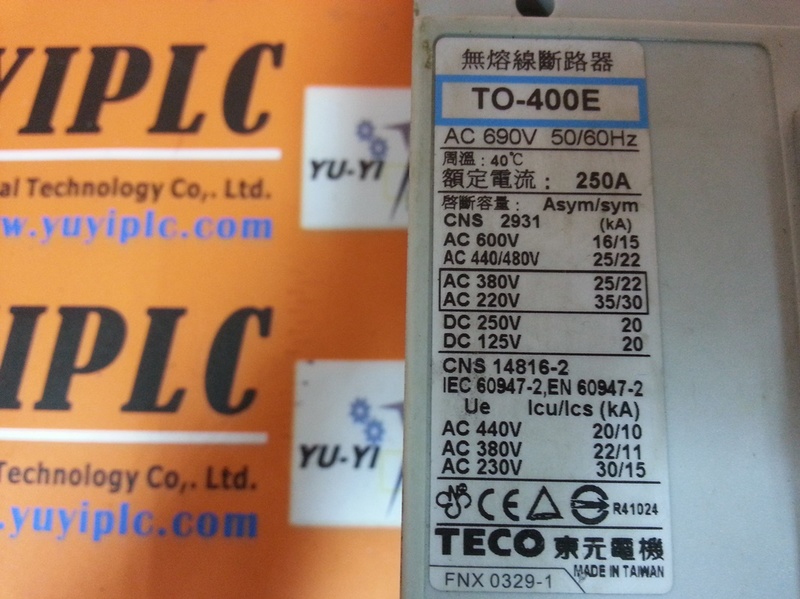 YIPLC
al Technology Co,. Ltd.
w.yuyiplc.com
YU-YI
IPLC
YU-YI
Technology Co,. Ltd.
.yuyiplc.com
無熔線斷路器
TO-400E
AC 690V 50/60Hz
周溫：40℃
額定電流： 250A
啓斷容量： Asym/sym
CNS 2931 (kA)
AC 600V 16/15
AC 440/480V 25/22
AC 380V 25/22
AC 220V 35/30
DC 250V 20
DC 125V 20
CNS 14816-2
IEC 60947-2,EN 60947-2
Ue Icu/Ics (kA)
AC 440V 20/10
AC 380V 22/11
AC 230V 30/15
CE R41024
TECO 東元電機
MADE IN TAIWAN
FNX 0329-1